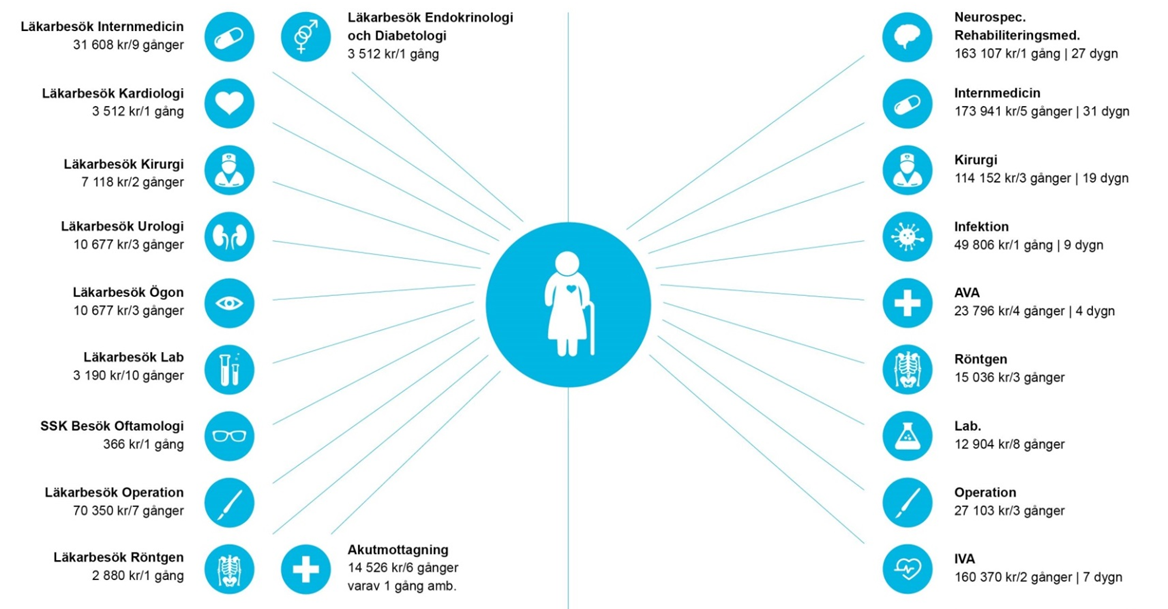 Läkarbesök Internmedicin
31 608 kr/9 gånger
Läkarbesök Endokrinologi
och Diabetologi
3 512 kr/1 gång
Läkarbesök Kardiologi
3 512 kr/1 gång
Läkarbesök Kirurgi
7 118 kr/2 gånger
Läkarbesök Urologi
10 677 kr/3 gånger
Läkarbesök Ögon
10 677 kr/3 gånger
Läkarbesök Lab
3 190 kr/10 gånger
SSK Besök Oftamologi
366 kr/1 gång
Läkarbesök Operation
70 350 kr/7 gånger
Läkarbesök Röntgen
2 880 kr/1 gång
Akutmottagning
14 526 kr/6 gånger
varav 1 gång amb.
Neurospec.
Rehabiliteringsmed.
163 107 kr/1 gång | 27 dygn
Internmedicin
173 941 kr/5 gånger | 31 dygn
Kirurgi
114 152 kr/3 gånger | 19 dygn
Infektion
49 806 kr/1 gång | 9 dygn
AVA
23 796 kr/4 gånger | 4 dygn
Röntgen
15 036 kr/3 gånger
Lab.
12 904 kr/8 gånger
Operation
27 103 kr/3 gånger
IVA
160 370 kr/2 gånger | 7 dygn